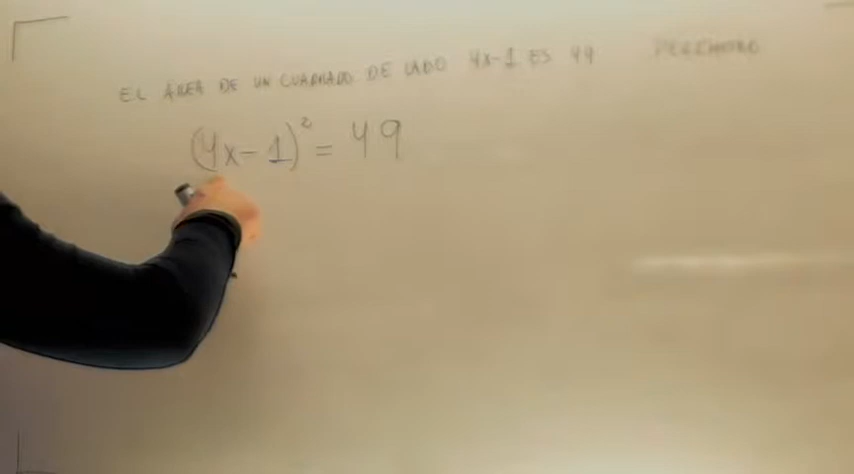 EL ÁREA DE UN CUADRADO DE LADO 4x-1 ES 49
(4x-1)² = 49